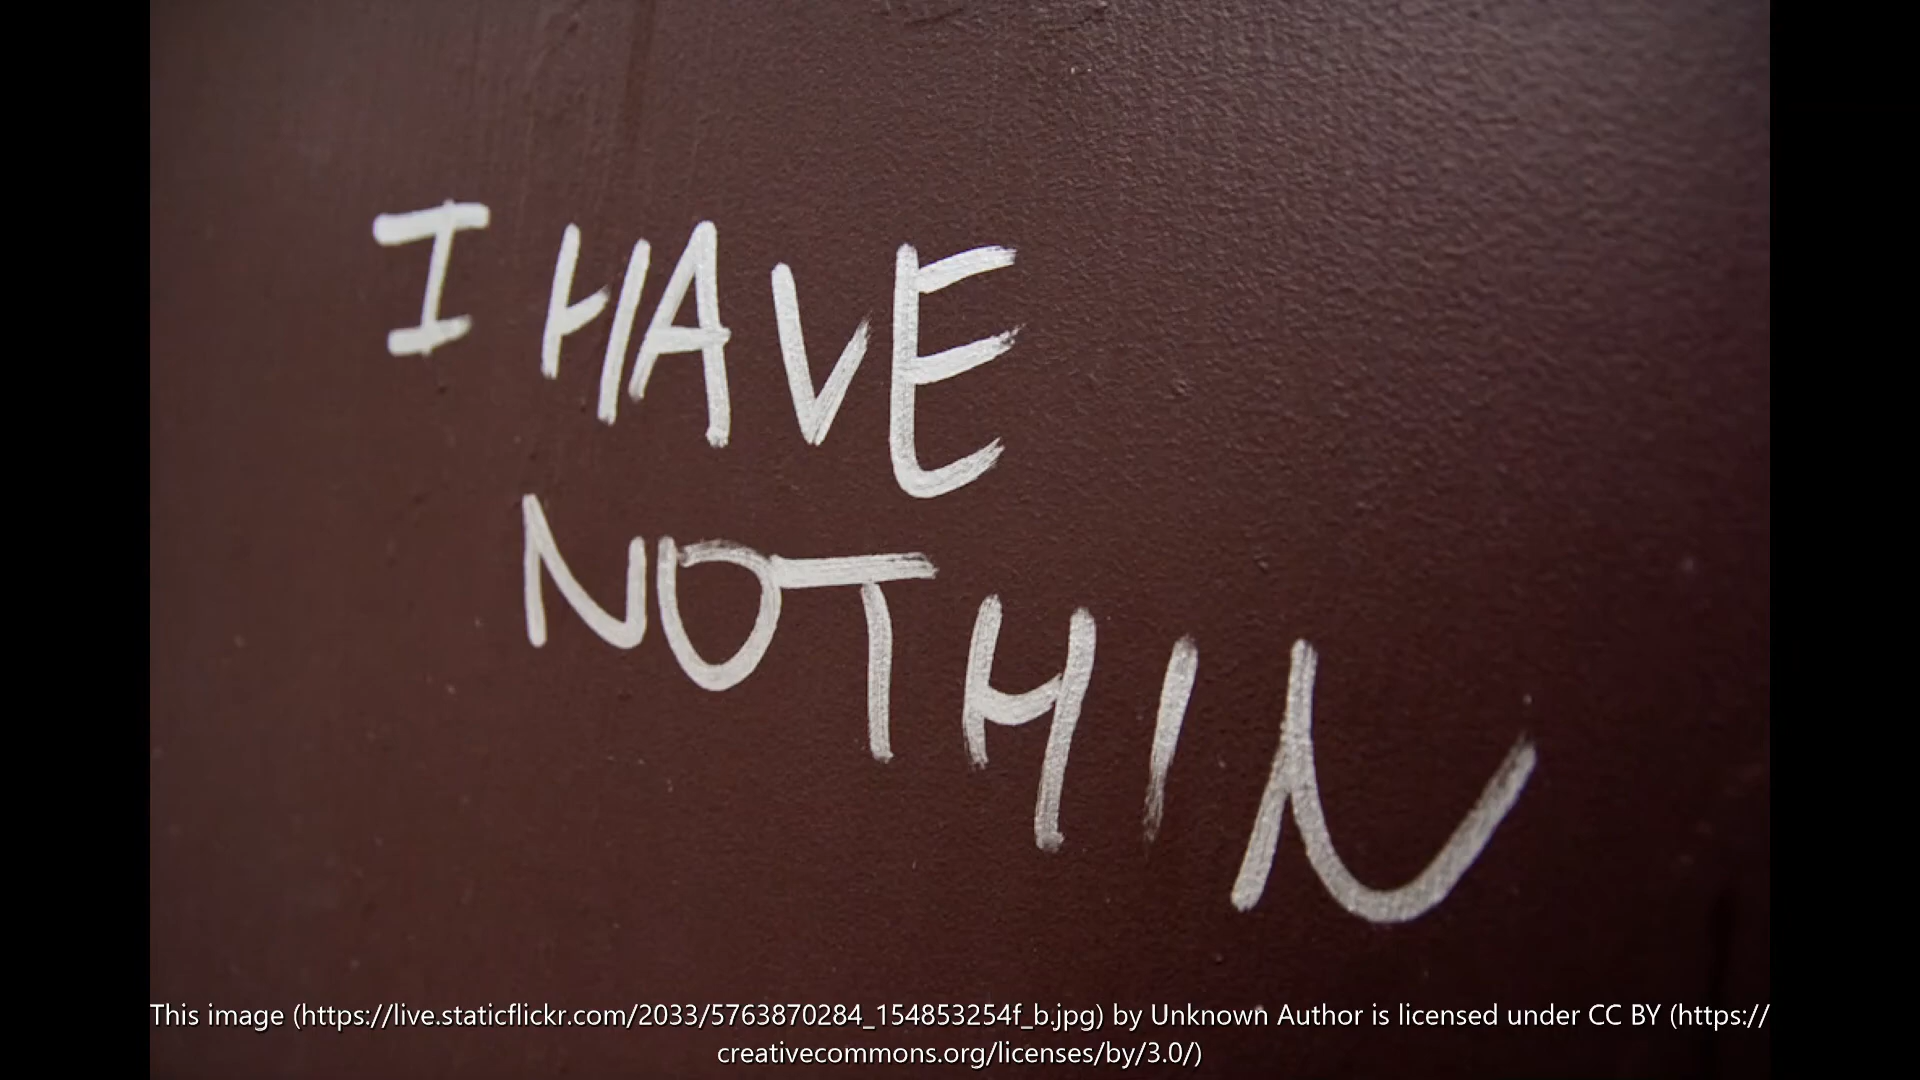 I HAVE
NOTHIN
This image (https://live.staticflickr.com/2033/5763870284_154853254f_b.jpg) by Unknown Author is licensed under CC BY (https://
creativecommons.org/licenses/by/3.0/)